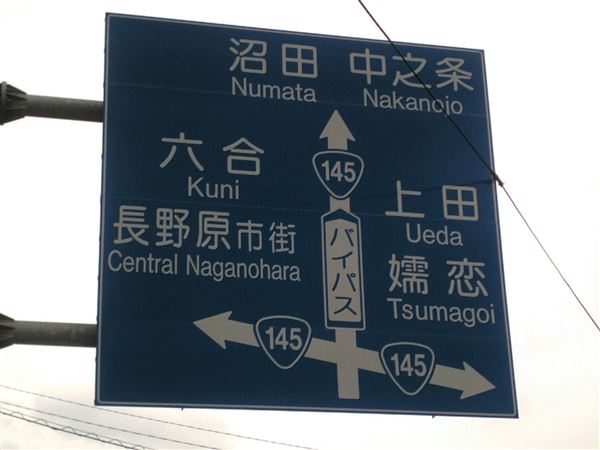 沼田 中之条
Numata Nakanojo
六合
Kuni
145
上田
Ueda
長野原市街
Central Naganohara
バイパス
嬬恋
Tsumagoi
145
145